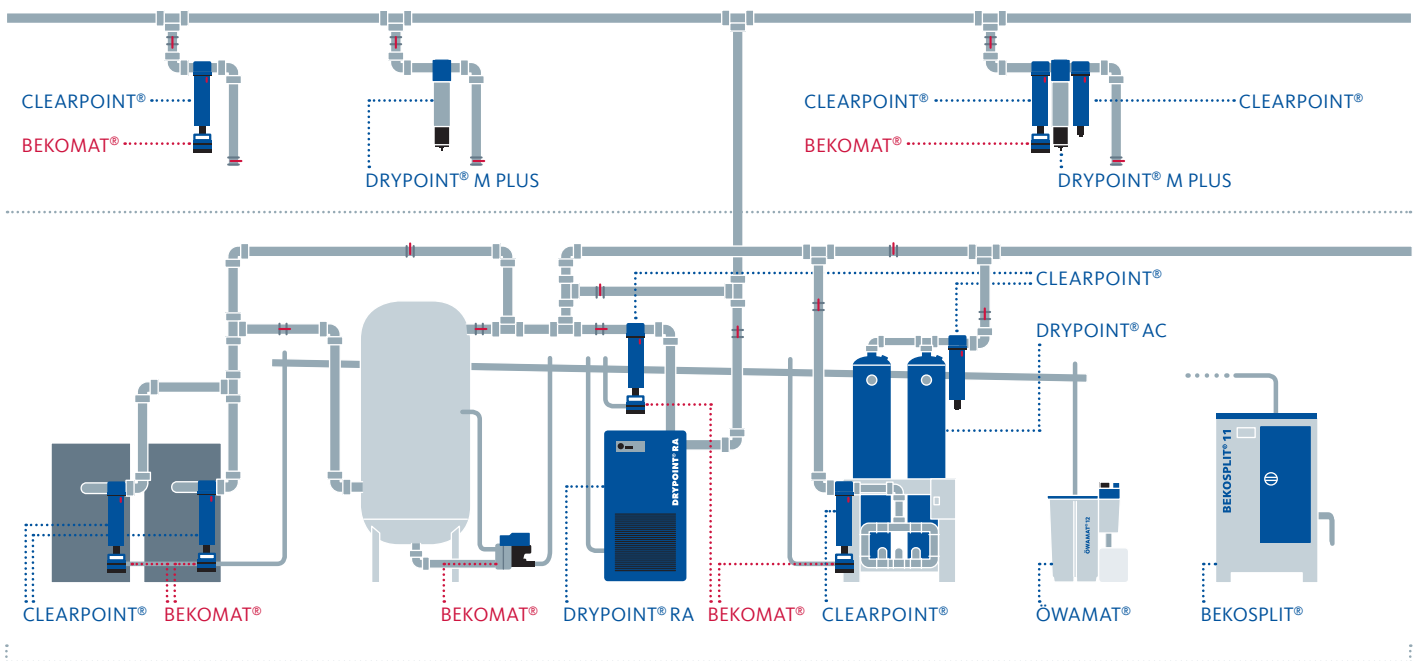 CLEARPOINT®
BEKOMAT®
DRYPOINT® M PLUS
CLEARPOINT®
BEKOMAT®
CLEARPOINT®
DRYPOINT® M PLUS
CLEARPOINT®
DRYPOINT® AC
DRYPOINT® RA
BEKOSPLIT® 11
ÖWAMAT® 12
CLEARPOINT®
BEKOMAT®
BEKOMAT®
DRYPOINT® RA
BEKOMAT®
CLEARPOINT®
ÖWAMAT®
BEKOSPLIT®